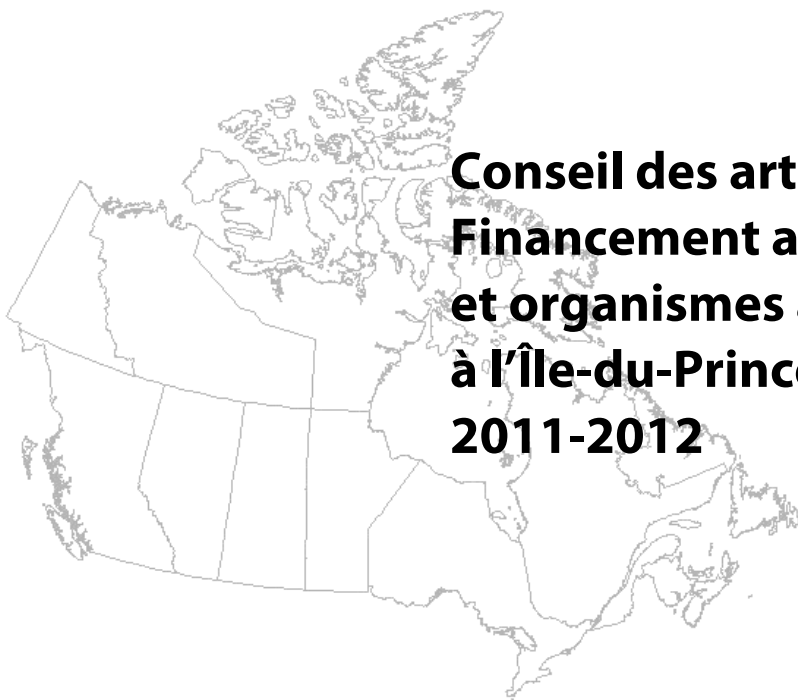 Conseil des art
Financement a
et organismes a
à l’Île-du-Prince
2011-2012